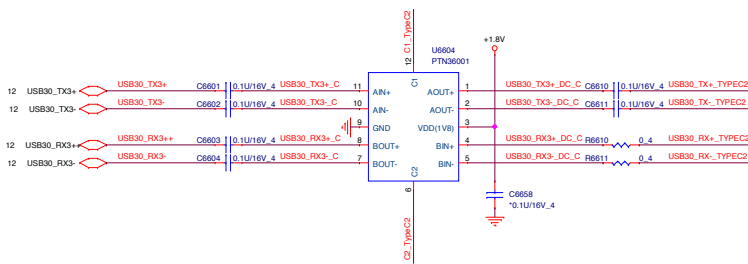 C1_TypeC2
12
C1
U6604
PTN36001
+1.8V
12 USB30_TX3+ USB30_TX3+ C6601 0.1U/16V_4 USB30_TX3+_C 11 AIN+ AOUT+ 1 USB30_TX3+_DC_C C6610 0.1U/16V_4 USB30_TX+_TYPEC2
12 USB30_TX3- USB30_TX3- C6602 0.1U/16V_4 USB30_TX3-_C 10 AIN- AOUT- 2 USB30_TX3-_DC_C C6611 0.1U/16V_4 USB30_TX-_TYPEC2
9 GND VDD(1V8) 3
12 USB30_RX3++ USB30_RX3++ C6603 0.1U/16V_4 USB30_RX3+_C 8 BOUT+ BIN+ 4 USB30_RX3+_DC_C R6610 0_4 USB30_RX+_TYPEC2
12 USB30_RX3- USB30_RX3- C6604 0.1U/16V_4 USB30_RX3-_C 7 BOUT- BIN- 5 USB30_RX3-_DC_C R6611 0_4 USB30_RX-_TYPEC2
C2
6
C2_TypeC2
C6658
*0.1U/16V_4